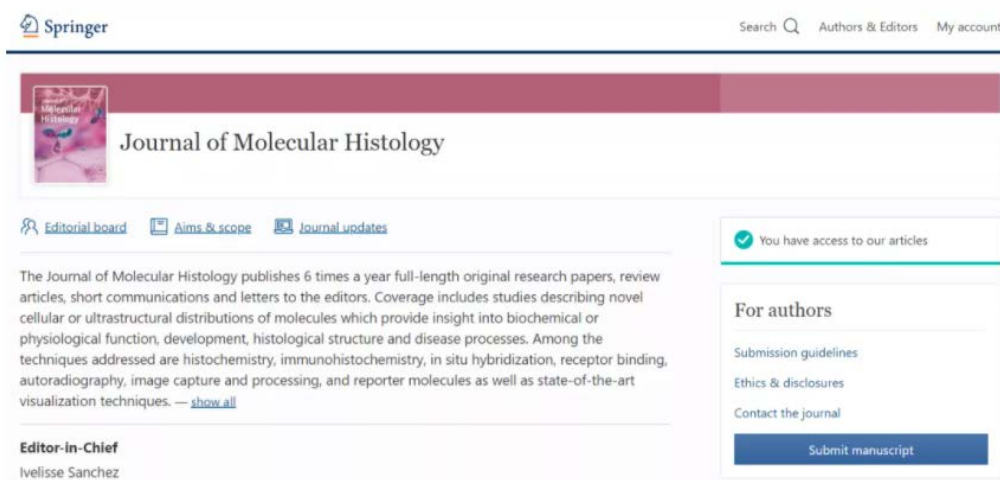 Springer
Search Authors & Editors My account
Journal of Molecular Histology
Journal of Molecular Histology
Editorial board Aims & scope Journal updates
You have access to our articles
The Journal of Molecular Histology publishes 6 times a year full-length original research papers, review
articles, short communications and letters to the editors. Coverage includes studies describing novel
cellular or ultrastructural distributions of molecules which provide insight into biochemical or
physiological function, development, histological structure and disease processes. Among the
techniques addressed are histochemistry, immunohistochemistry, in situ hybridization, receptor binding,
autoradiography, image capture and processing, and reporter molecules as well as state-of-the-art
visualization techniques. — show all
For authors
Submission guidelines
Ethics & disclosures
Contact the journal
Submit manuscript
Editor-in-Chief
Ivelisse Sanchez